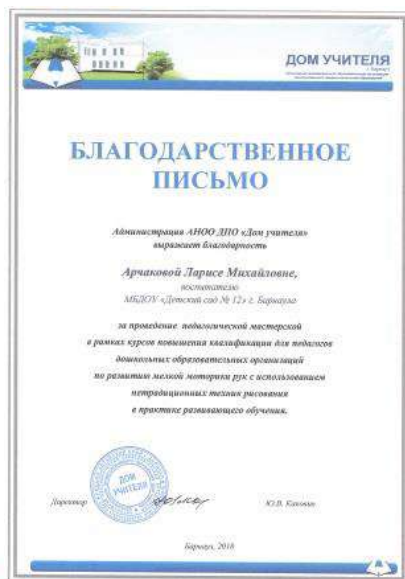 ДОМ УЧИТЕЛЯ
г. Барнаул
БЛАГОДАРСТВЕННОЕ
ПИСЬМО
Администрация АНОО ДПО «Дом учителя»
выражает благодарность
Арчаковой Ларисе Михайловне,
воспитателю
МБДОУ «Детский сад № 12» г. Барнаула
за проведение педагогической мастерской
в рамках курсов повышения квалификации для педагогов
дошкольных образовательных организаций
по развитию мелкой моторики рук с использованием
нетрадиционных техник рисования
в практике развивающего обучения.
ДОМ
УЧИТЕЛЯ
Директор Ю.В.
Барнаул, 2018